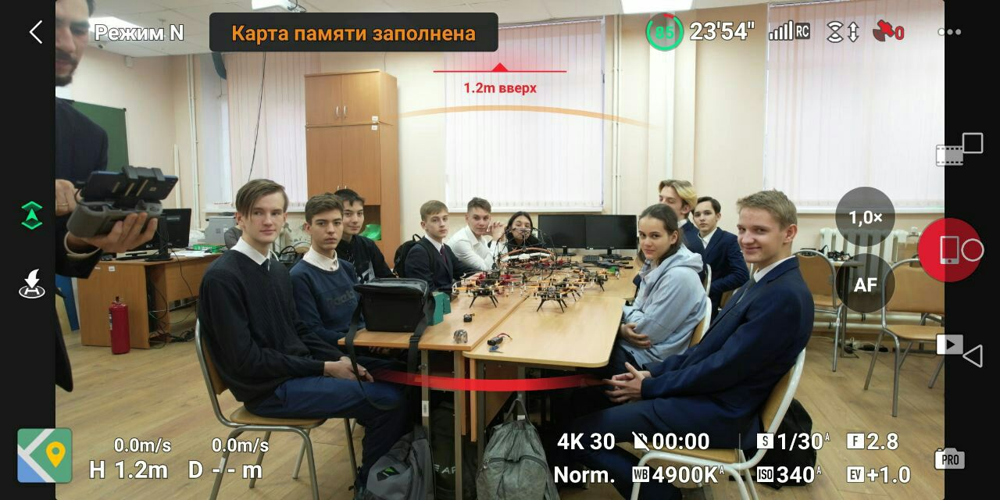 Режим N
Карта памяти заполнена
85
23'54"
RC
0
1.2m вверх
1,0×
AF
0.0m/s
0.0m/s
H 1.2m
D - - m
4K 30
00:00
S 1/30 A
F 2.8
Norm.
WB 4900K A
ISO 340 A
EV +1.0
PRO